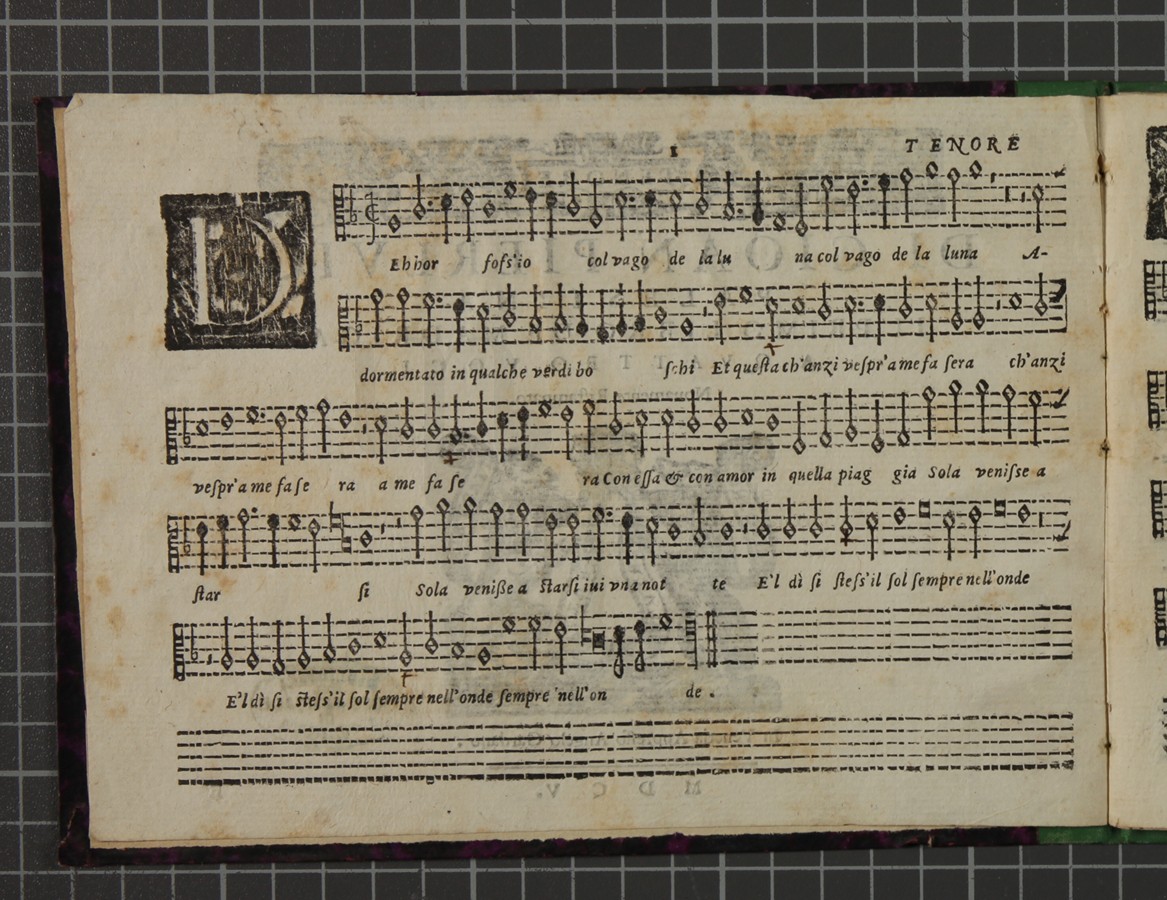 1 TENORE
D Eh hor foſs'io col vago de la lu na col vago de la luna A-
dormentato in qualche verdi bo ſchi Et queſta ch'anzi veſpr'a me fa ſera ch'anzi
veſpr'a me fa ſe ra a me fa ſe ra Con eſſa & con amor in quella piag gia Sola veniſse a
ſtar ſi Sola veniße a ſtarſi iui vna not te E'l dì ſi ſteſs'il ſol ſempre nell'onde
E'l dì ſi ſteſs'il ſol ſempre nell'onde ſempre nell'on de.